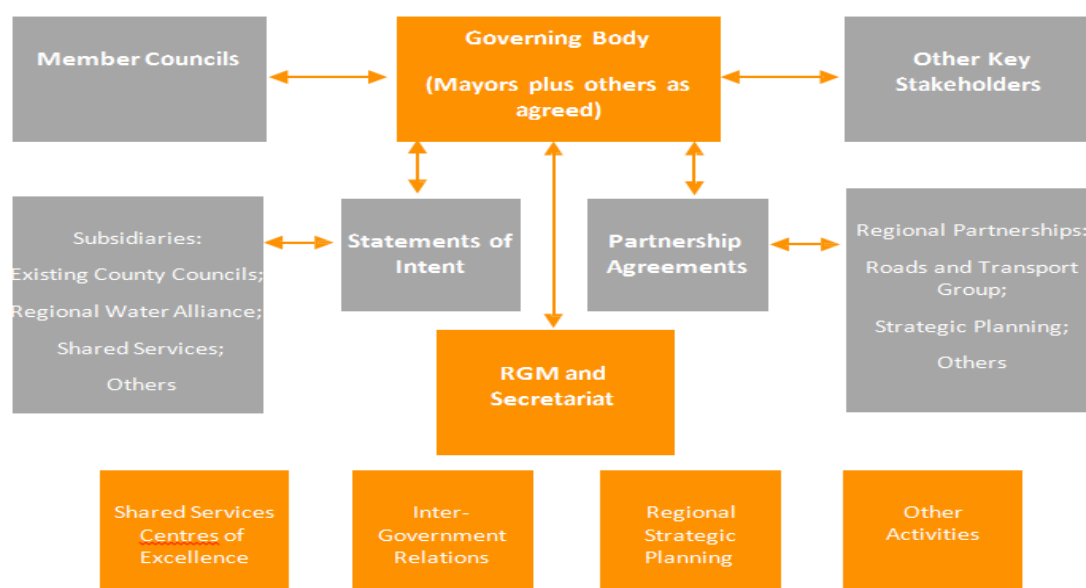 Member Councils
Governing Body
(Mayors plus others as
agreed)
Other Key
Stakeholders
Subsidiaries:
Existing County Councils;
Regional Water Alliance;
Shared Services;
Others
Statements of
Intent
Partnership
Agreements
Regional Partnerships:
Roads and Transport
Group;
Strategic Planning;
Others
RGM and
Secretariat
Shared Services
Centres of
Excellence
Inter-
Government
Relations
Regional
Strategic
Planning
Other
Activities